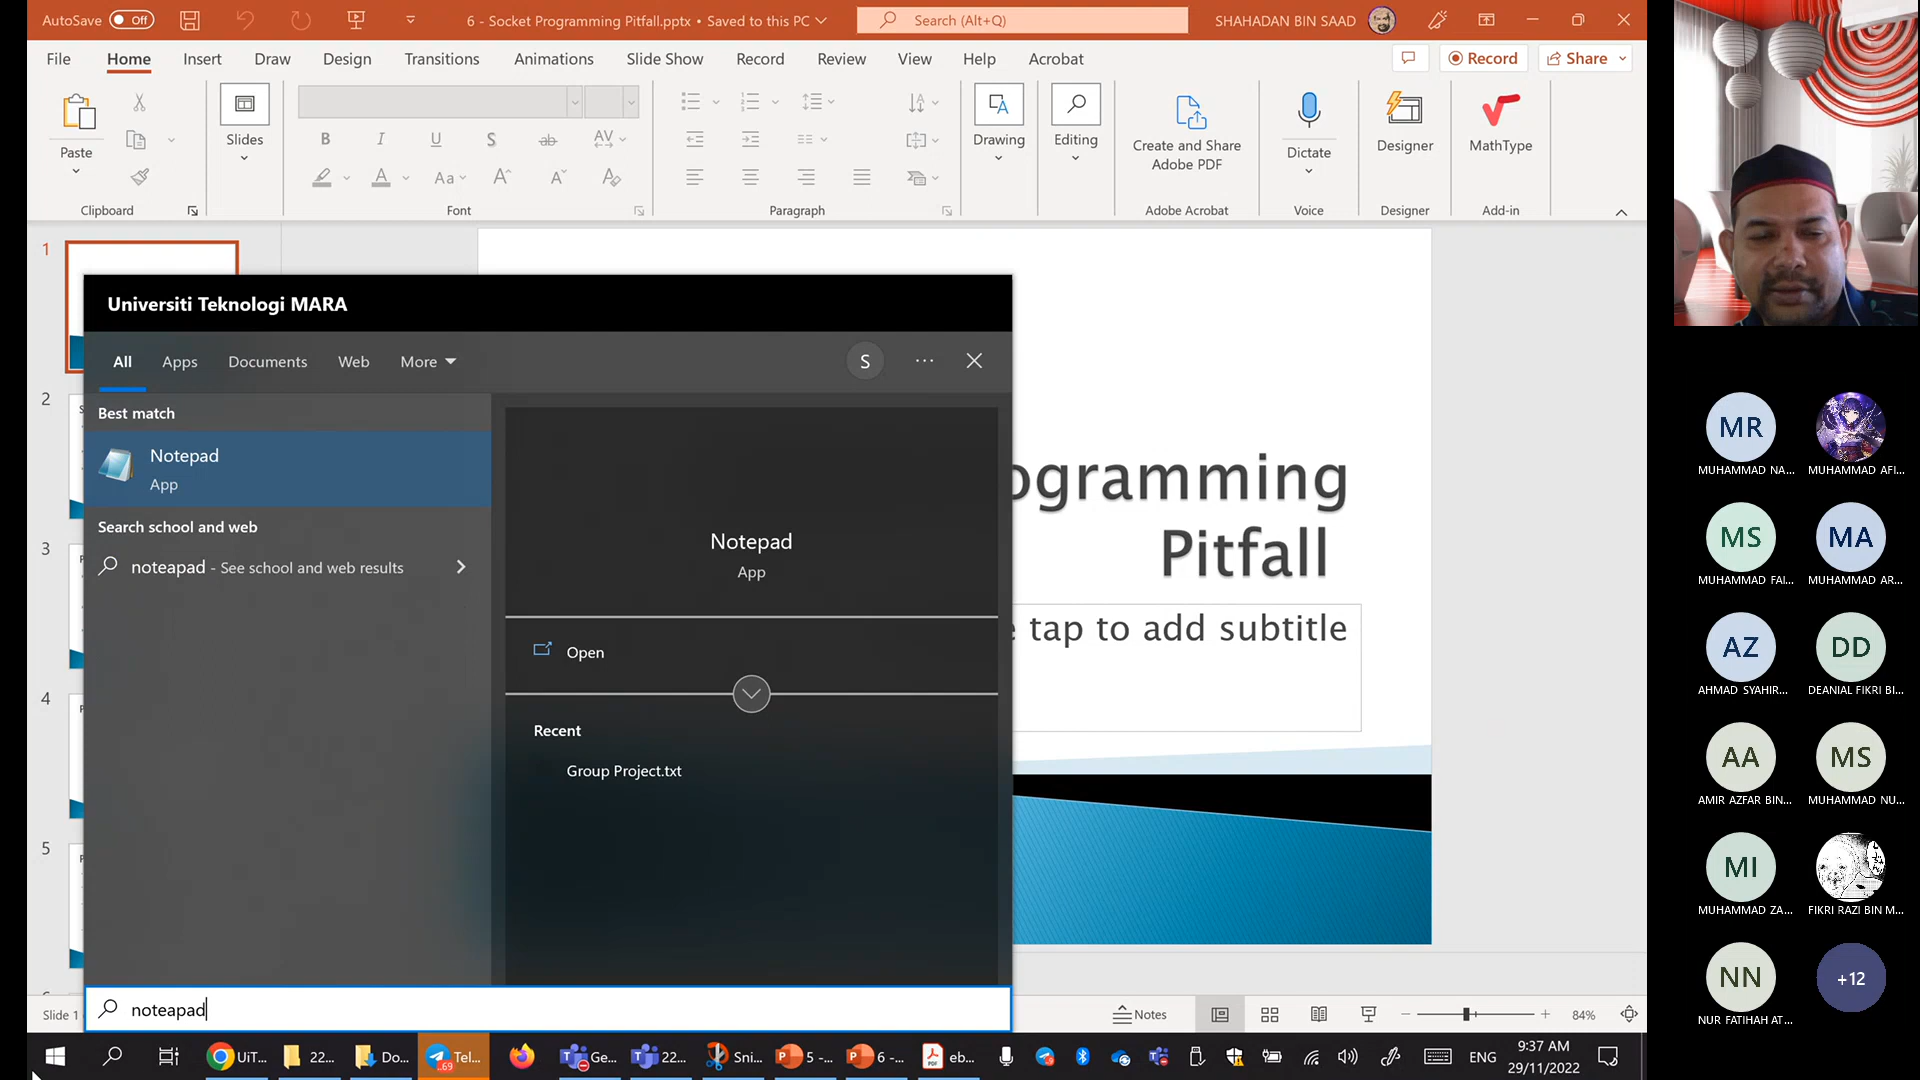 AutoSave Off 6 - Socket Programming Pitfall.pptx • Saved to this PC Search (Alt+Q) SHAHADAN BIN SAAD
File Home Insert Draw Design Transitions Animations Slide Show Record Review View Help Acrobat Record Share
Paste Slides Drawing Editing Create and Share Adobe PDF Dictate Designer MathType
Clipboard Font Paragraph Adobe Acrobat Voice Designer Add-in
1
2
3
4
5
ogramming
Pitfall
tap to add subtitle
Universiti Teknologi MARA
All Apps Documents Web More S
Best match
Notepad
App
Search school and web
noteapad - See school and web results
Notepad
App
Open
Recent
Group Project.txt
noteapad
Slide 1 Notes 84%
UiT... 22... Do... Tel... Ge... 22... Sni... 5 -... 6 -... eb... ENG 9:37 AM
..69 29/11/2022
MR
MUHAMMAD NA... MUHAMMAD AFI...
MS MA
MUHAMMAD FAI... MUHAMMAD AR...
AZ DD
AHMAD SYAHIR... DEANIAL FIKRI BI...
AA MS
AMIR AZFAR BIN... MUHAMMAD NU...
MI
MUHAMMAD ZA... FIKRI RAZI BIN M...
NN +12
NUR FATIHAH AT...